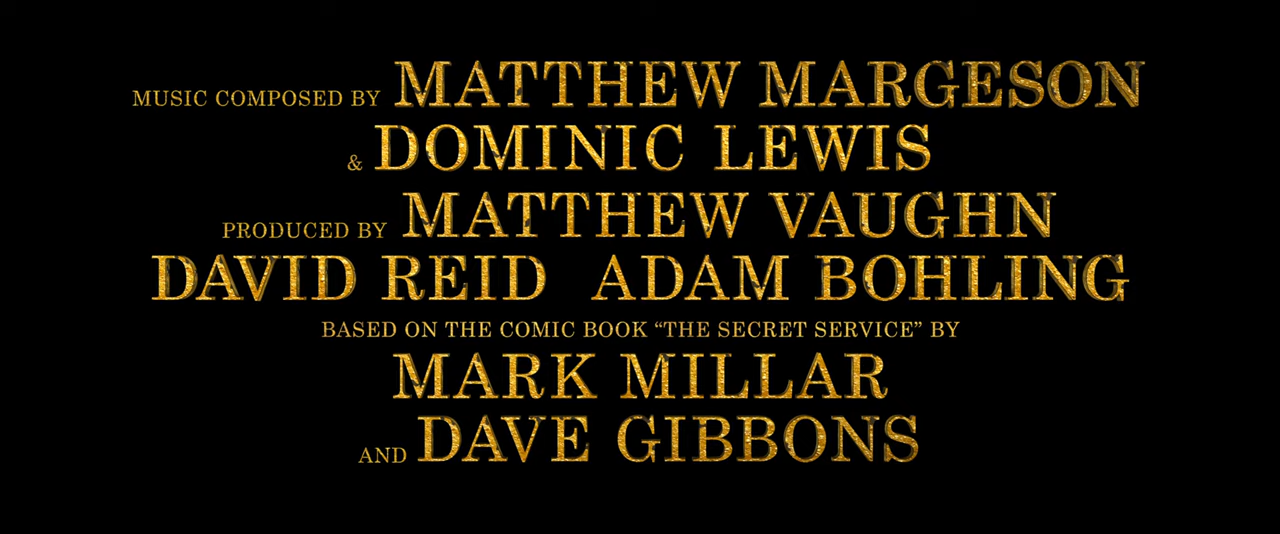 MUSIC COMPOSED BY MATTHEW MARGESON
& DOMINIC LEWIS
PRODUCED BY MATTHEW VAUGHN
DAVID REID ADAM BOHLING
BASED ON THE COMIC BOOK “THE SECRET SERVICE” BY
MARK MILLAR
AND DAVE GIBBONS